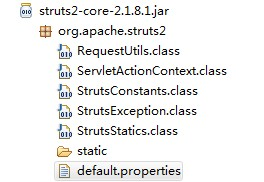 struts2-core-2.1.8.1.jar
org.apache.struts2
RequestUtils.class
ServletActionContext.class
StrutsConstants.class
StrutsException.class
StrutsStatics.class
static
default.properties